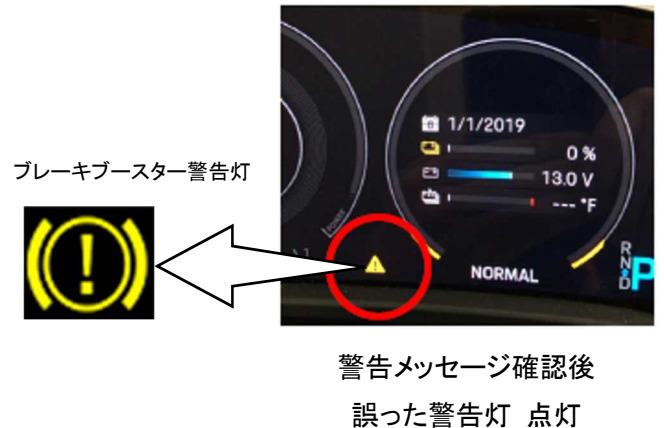 ブレーキブースター警告灯
1/1/2019
0 %
13.0 V
--- °F
NORMAL
R
N
D
P
警告メッセージ確認後
誤った警告灯 点灯